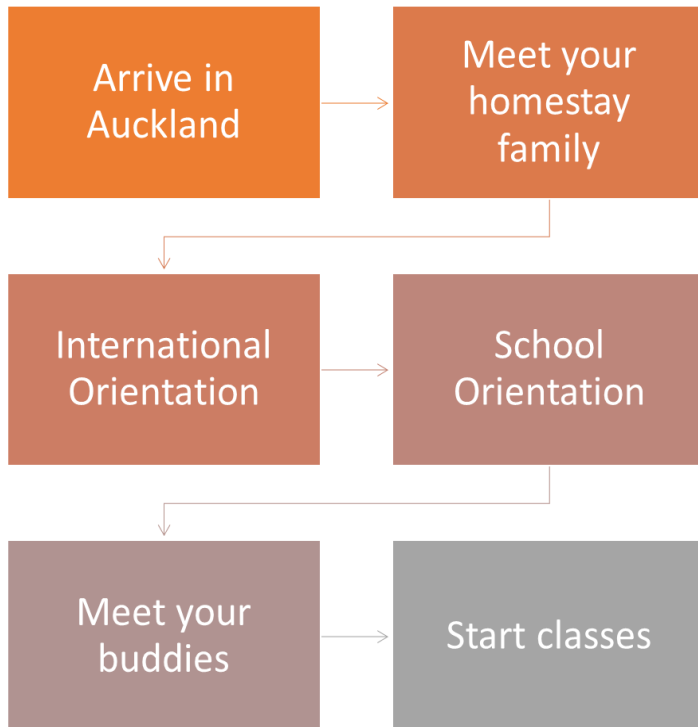 Arrive in
Auckland
Meet your
homestay
family
International
Orientation
School
Orientation
Meet your
buddies
Start classes